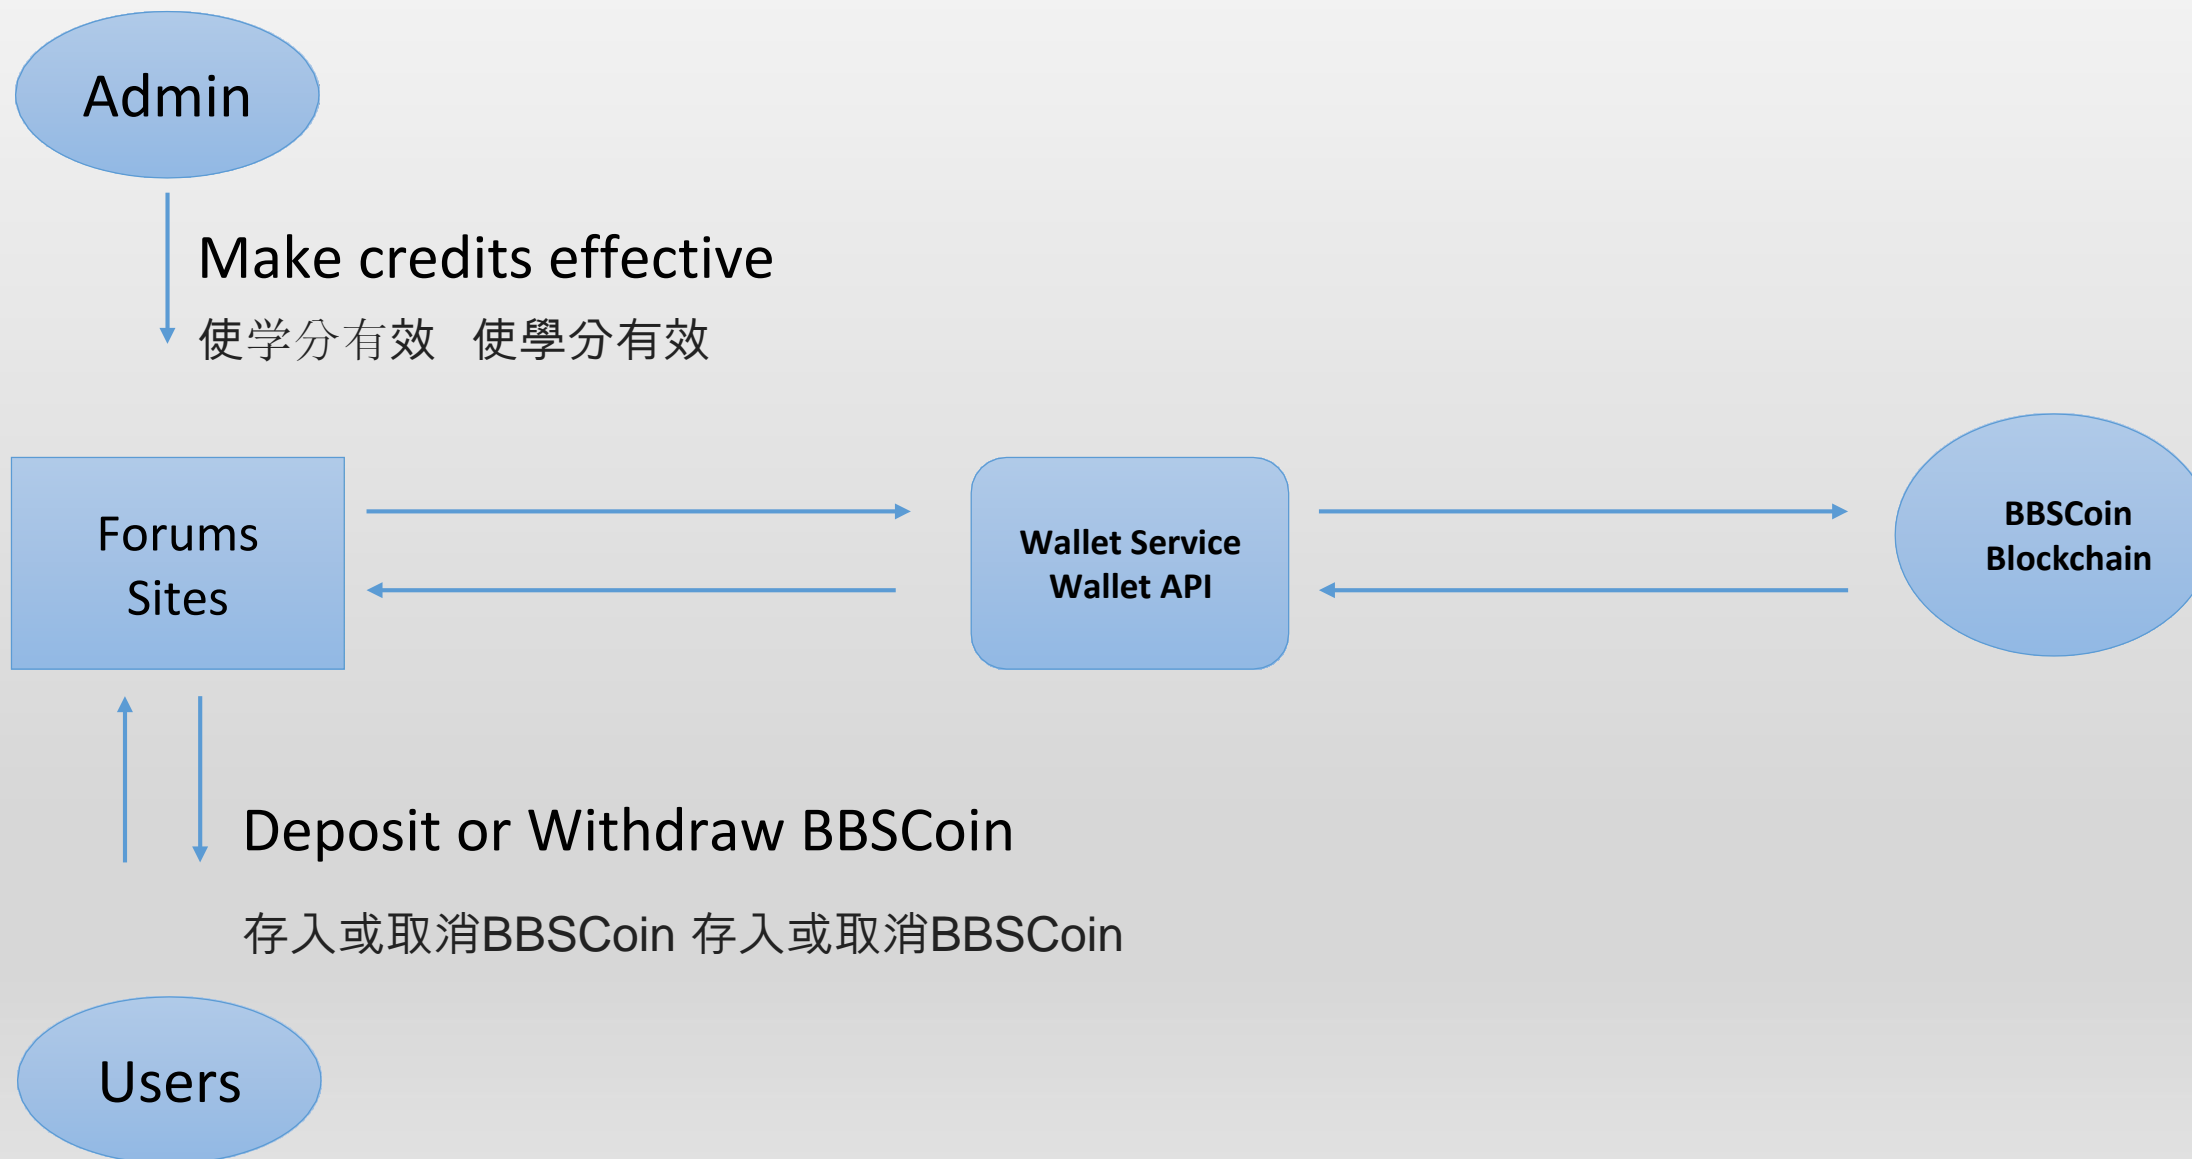 Admin
Make credits effective
使学分有效 使學分有效
Forums
Sites
Wallet Service
Wallet API
BBSCoin
Blockchain
Deposit or Withdraw BBSCoin
存入或取消BBSCoin 存入或取消BBSCoin
Users